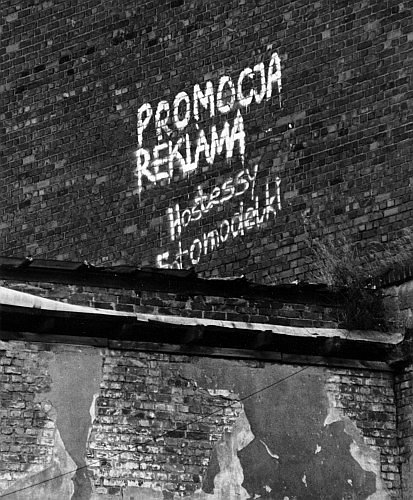 PROMOCJA
REKLAMA
Hostessy
Fotomodelki